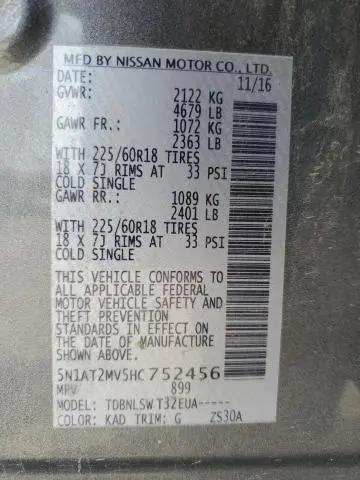 MFD BY NISSAN MOTOR CO., LTD.
DATE: 11/16
GVWR: 2122 KG
4679 LB
GAWR FR.: 1072 KG
2363 LB
WITH 225/60R18 TIRES
18 X 7J RIMS AT 33 PSI
COLD SINGLE
GAWR RR.: 1089 KG
2401 LB
WITH 225/60R18 TIRES
18 X 7J RIMS AT 33 PSI
COLD SINGLE
THIS VEHICLE CONFORMS TO
ALL APPLICABLE FEDERAL
MOTOR VEHICLE SAFETY AND
THEFT PREVENTION
STANDARDS IN EFFECT ON
THE DATE OF MANUFACTURE
SHOWN ABOVE.
5N1AT2MV5HC752456
MPV 899
MODEL: TDBNLSWT32EUA-----
COLOR: KAD TRIM: G ZS30A